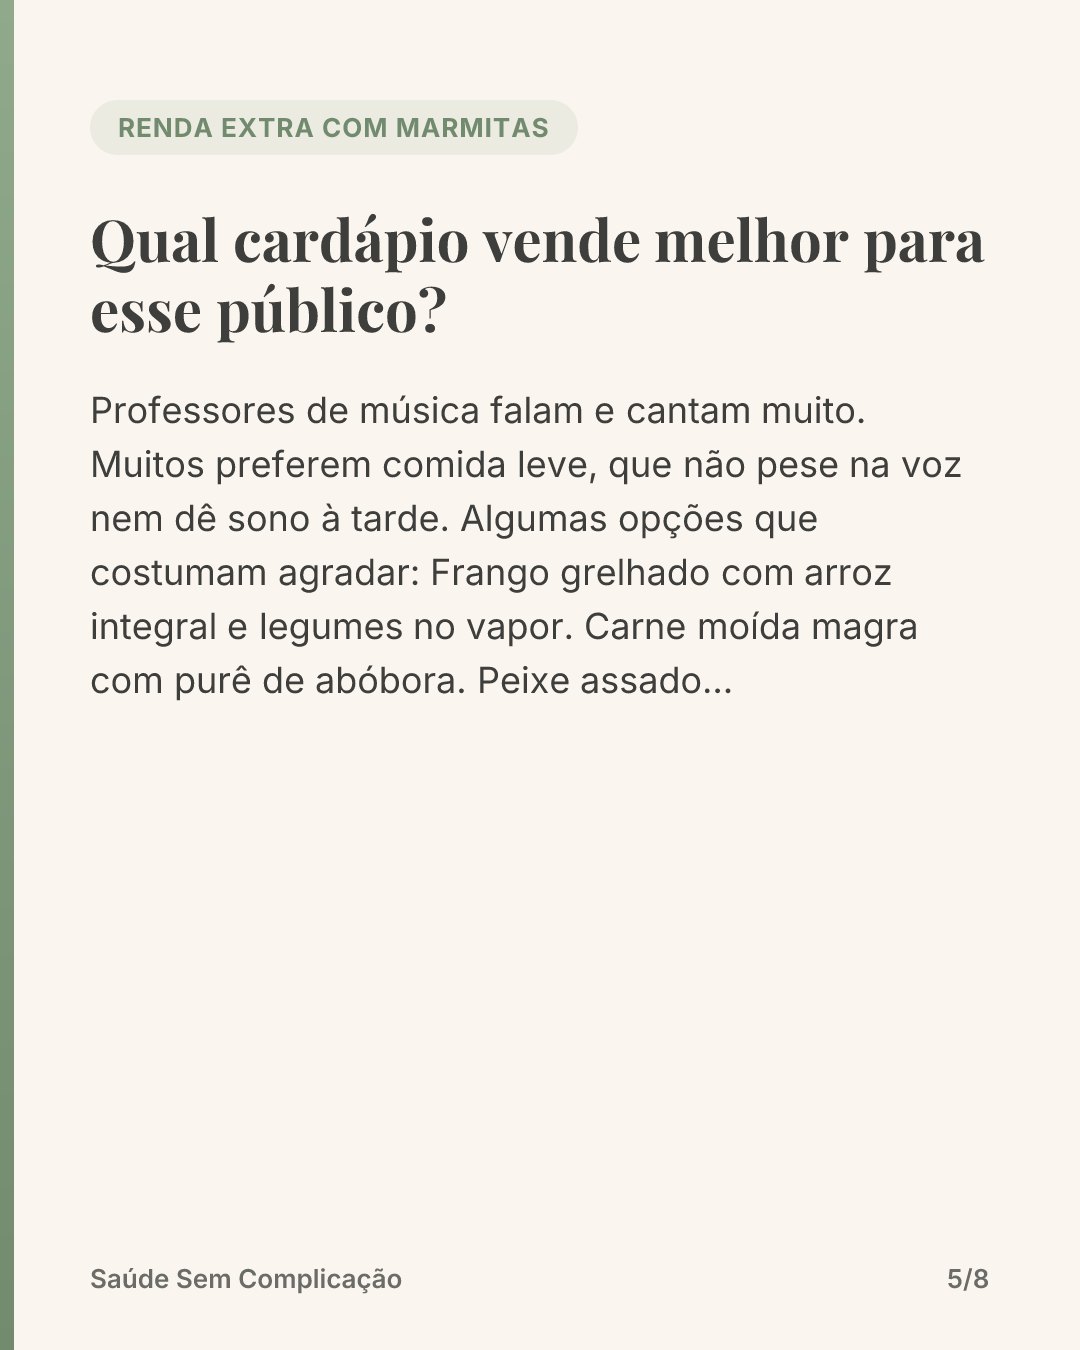 RENDA EXTRA COM MARMITAS
Qual cardápio vende melhor para
esse público?
Professores de música falam e cantam muito.
Muitos preferem comida leve, que não pese na voz
nem dê sono à tarde. Algumas opções que
costumam agradar: Frango grelhado com arroz
integral e legumes no vapor. Carne moída magra
com purê de abóbora. Peixe assado...
Saúde Sem Complicação
5/8